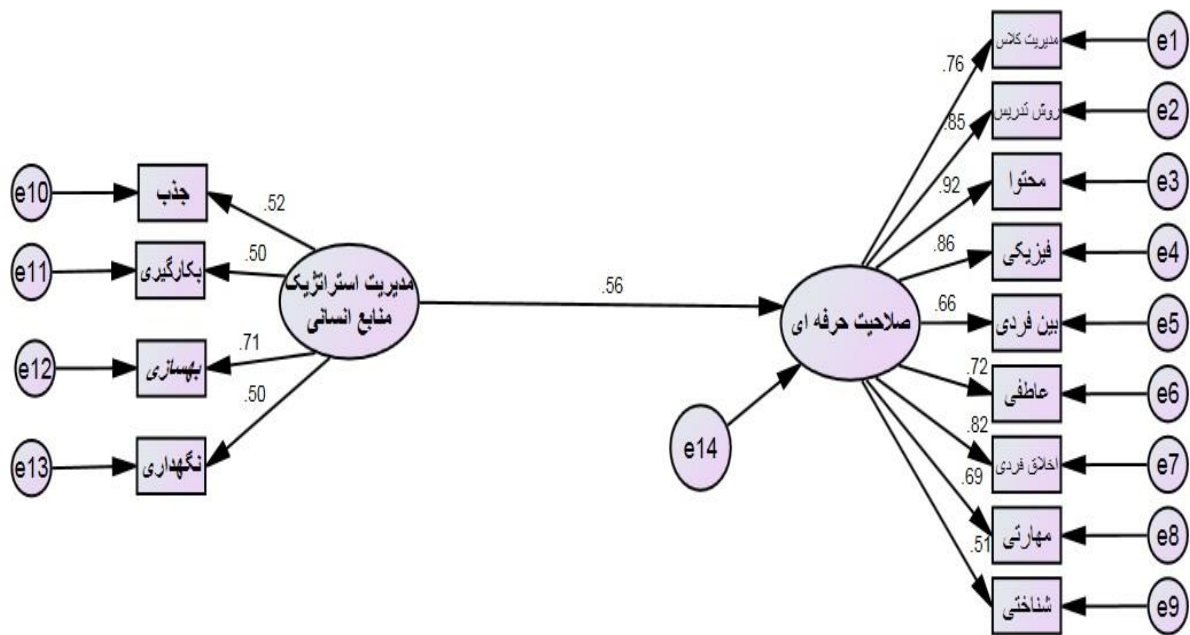 مدیریت کلاس
e1
.76
روش تدریس
e2
.85
محتوا
e3
.92
فیزیکی
e4
.86
بین فردی
e5
.66
عاطفی
e6
.72
اخلاق فردی
e7
.82
مهارتی
e8
.69
شناختی
e9
.51
صلاحیت حرفه ای
e14
.56
مدیریت استراتژیک
منابع انسانی
جذب
e10
.52
بکارگیری
e11
.50
بهسازی
e12
.71
نگهداری
e13
.50